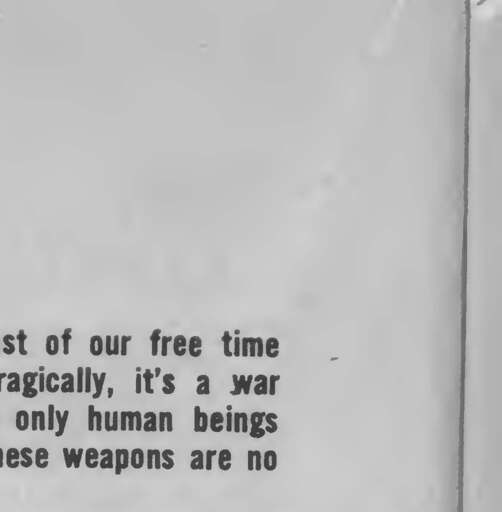 st of our free time
ragically, it's a war
only human beings
ese weapons are no